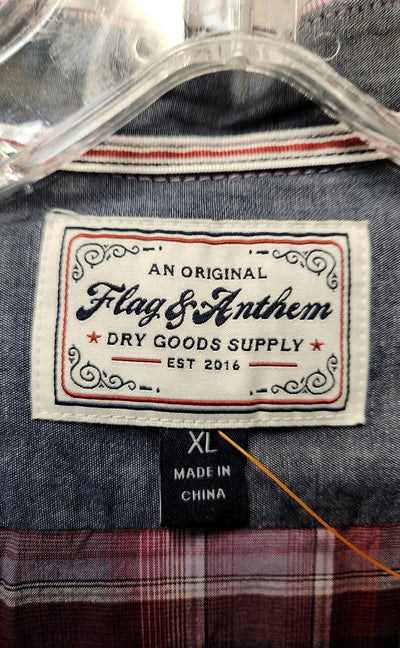 AN ORIGINAL
Flag & Anthem
★ DRY GOODS SUPPLY ★
EST 2016
XL
MADE IN
CHINA